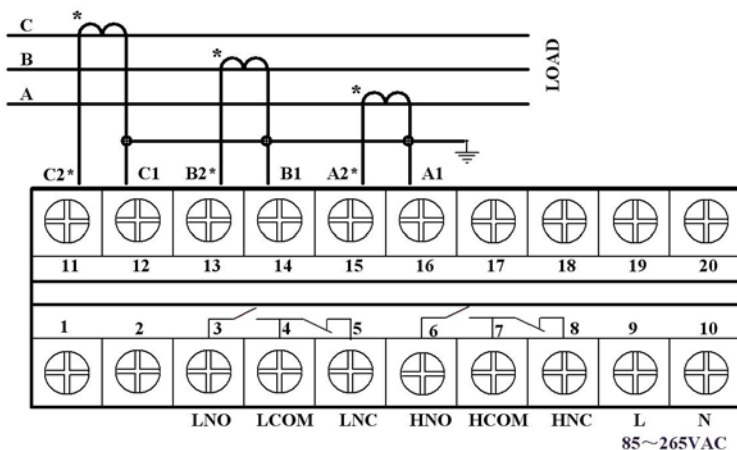 C *
B *
A *
LOAD
C2* C1 B2* B1 A2* A1
11 12 13 14 15 16 17 18 19 20
1 2 3 4 5 6 7 8 9 10
LNO LCOM LNC HNO HCOM HNC L N
85～265VAC